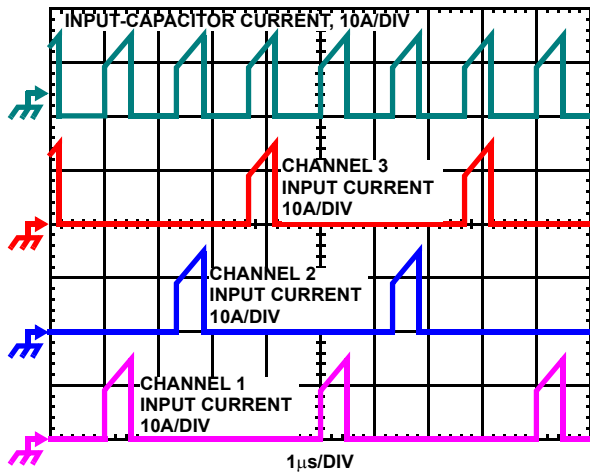 INPUT-CAPACITOR CURRENT, 10A/DIV
CHANNEL 3
INPUT CURRENT
10A/DIV
CHANNEL 2
INPUT CURRENT
10A/DIV
CHANNEL 1
INPUT CURRENT
10A/DIV
1μs/DIV